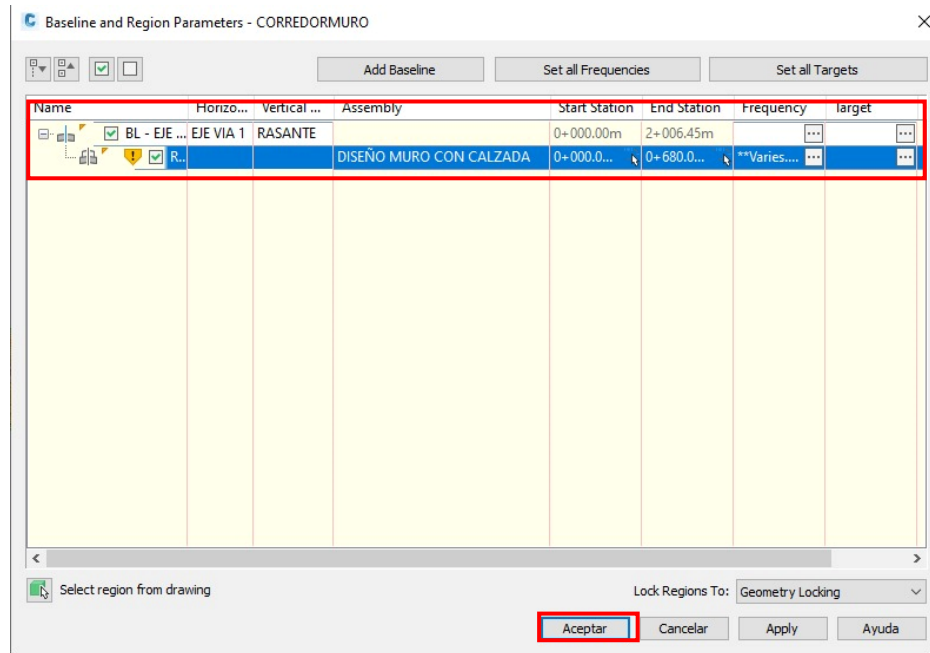 Baseline and Region Parameters - CORREDORMURO
Add Baseline Set all Frequencies Set all Targets
Name Horizo... Vertical ... Assembly Start Station End Station Frequency Target
BL - EJE ... EJE VIA 1 RASANTE 0+000.00m 2+006.45m ... ...
R.. DISEÑO MURO CON CALZADA 0+000.0... 0+680.0... **Varies.... ... ...
Select region from drawing Lock Regions To: Geometry Locking
Aceptar Cancelar Apply Ayuda